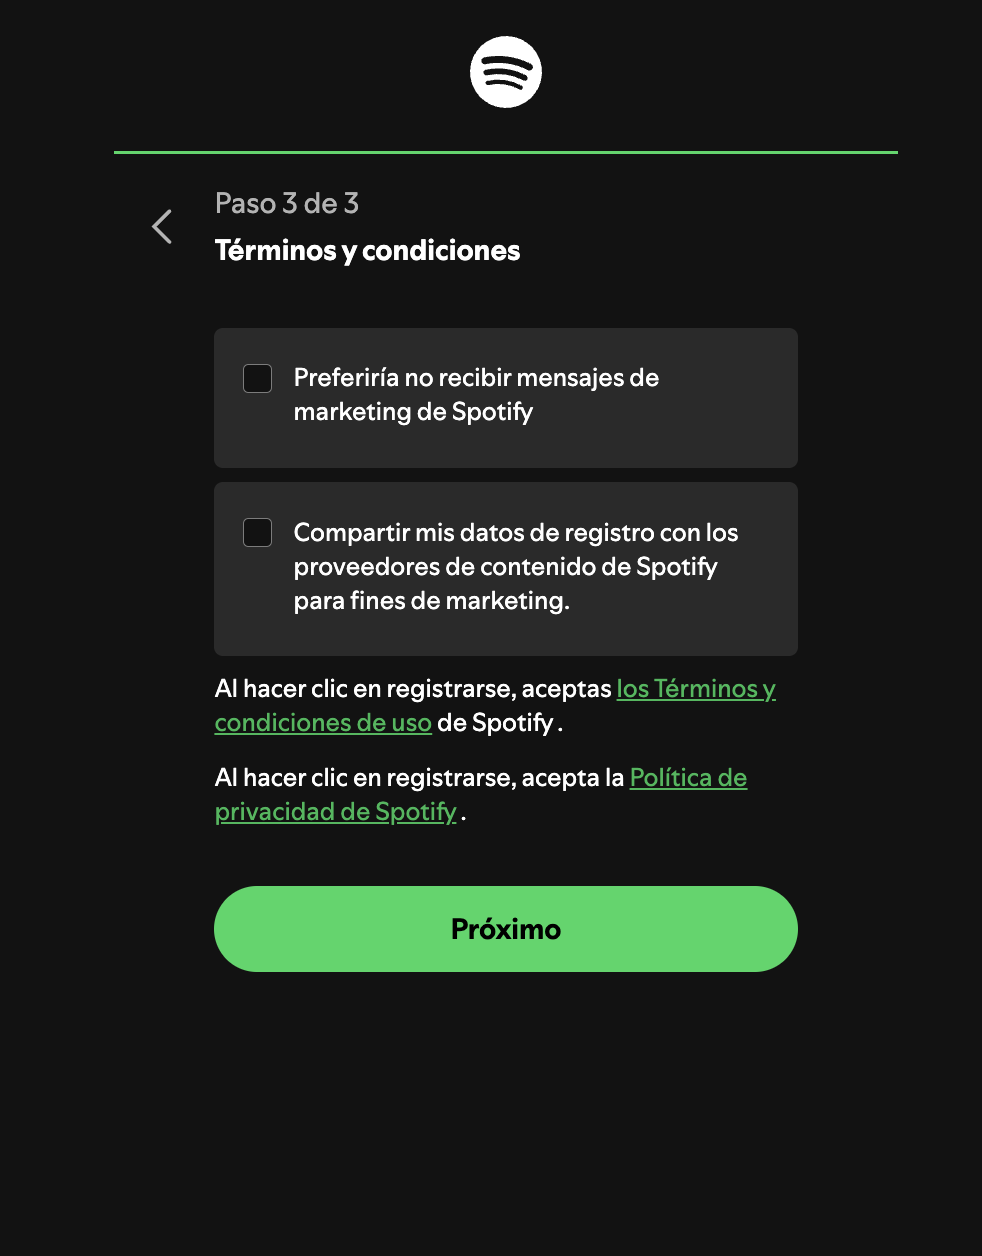 Paso 3 de 3
Términos y condiciones
Preferiría no recibir mensajes de
marketing de Spotify
Compartir mis datos de registro con los
proveedores de contenido de Spotify
para fines de marketing.
Al hacer clic en registrarse, aceptas los Términos y
condiciones de uso de Spotify .
Al hacer clic en registrarse, acepta la Política de
privacidad de Spotify .
Próximo